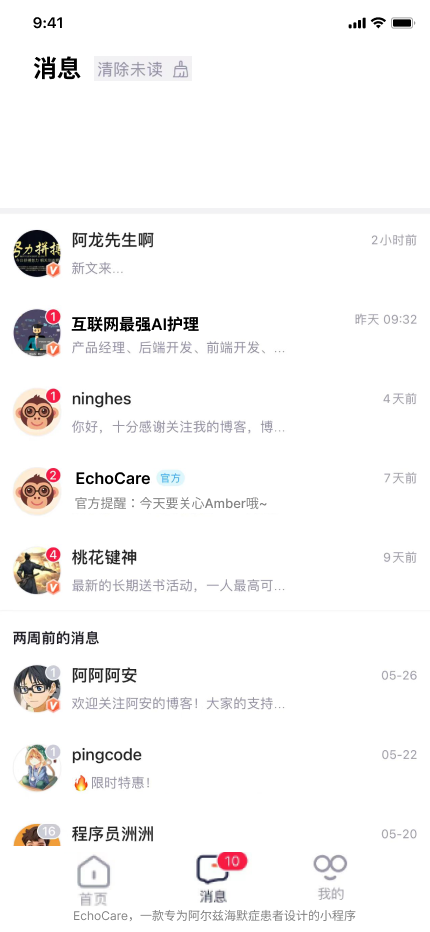 9:41
消息 清除未读
阿龙先生啊 2小时前
新文来...
1
互联网最强AI护理 昨天 09:32
产品经理、后端开发、前端开发、...
1
ninghes 4天前
你好，十分感谢关注我的博客，博...
2
EchoCare 官方 7天前
官方提醒：今天要关心Amber哦~
4
桃花键神 9天前
最新的长期送书活动，一人最高可...
两周前的消息
1
阿阿阿安 05-26
欢迎关注阿安的博客！大家的支持...
1
pingcode 05-22
🔥限时特惠！
16
程序员洲洲 05-20
10
首页 消息 我的
EchoCare，一款专为阿尔兹海默症患者设计的小程序